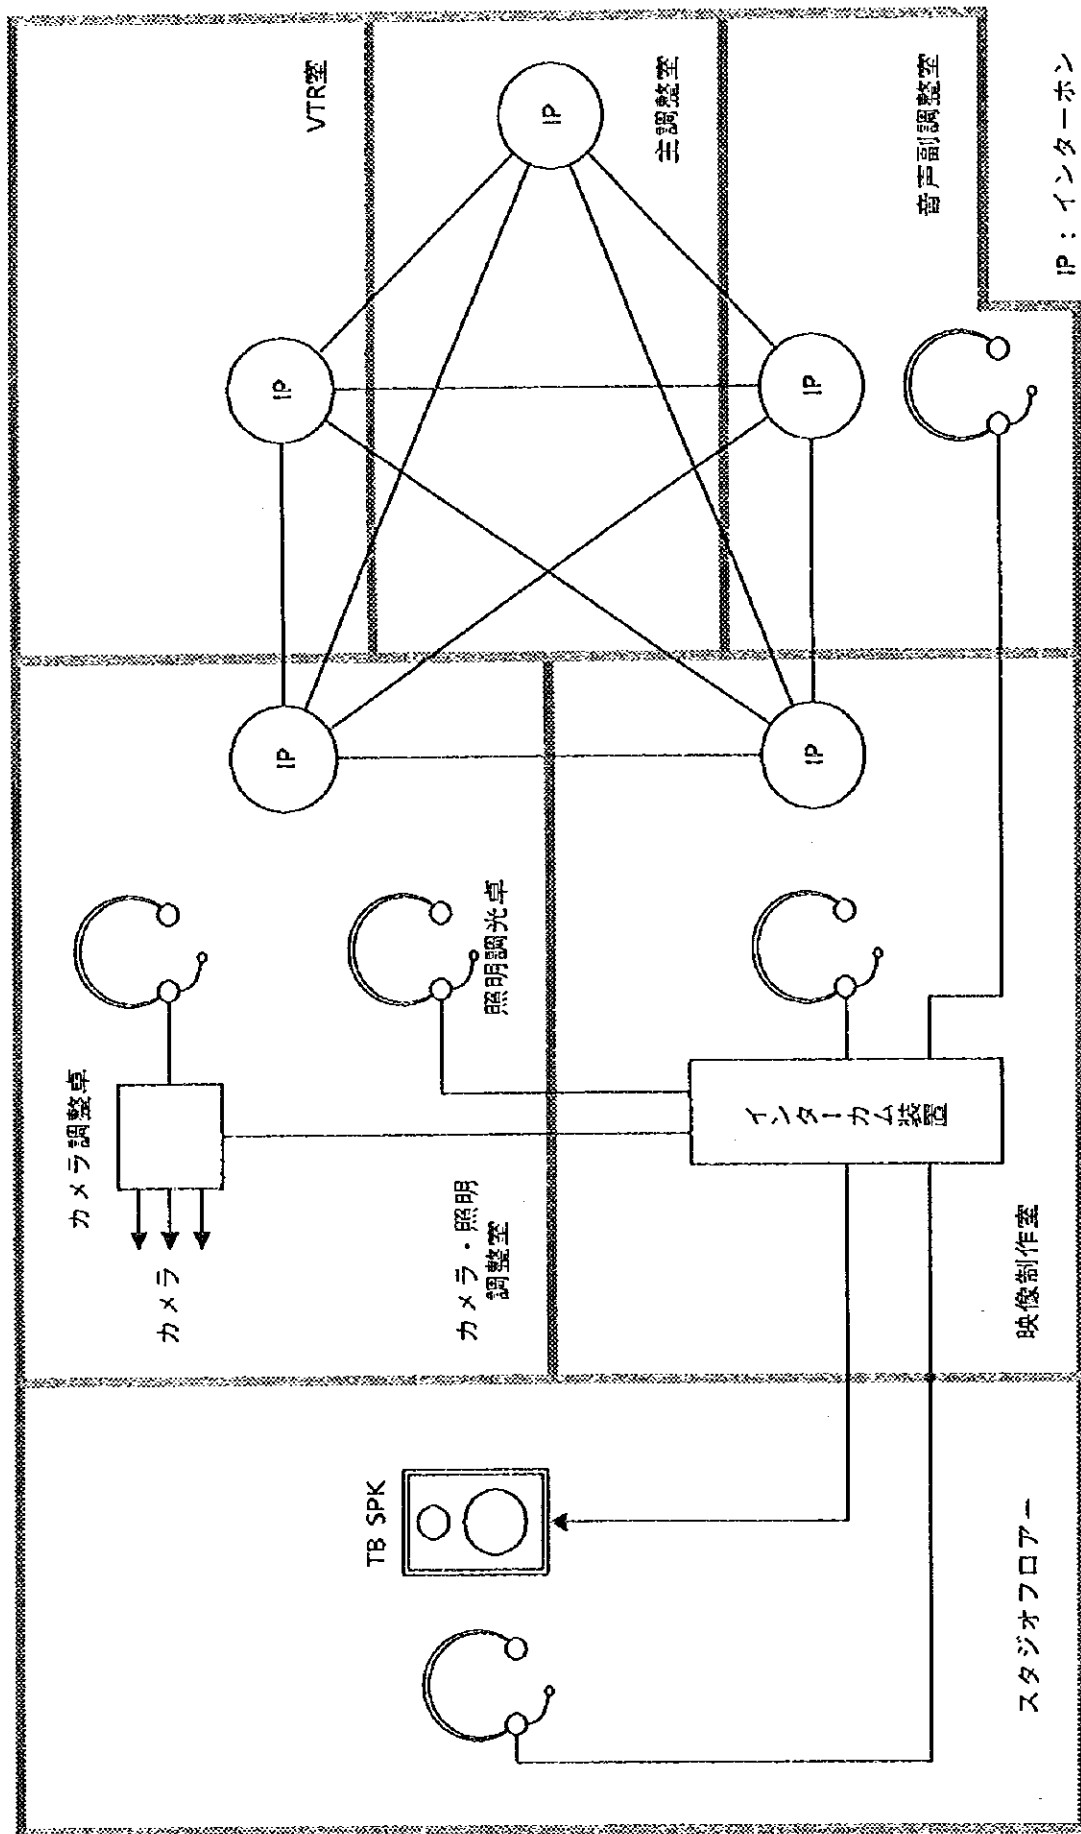 カメラ調整卓
カメラ
照明調光卓
カメラ・照明
調整室
VTR室
IP
IP
主調整室
IP
TB SPK
インターカム装置
IP
IP
音声副調整室
スタジオフロアー
映像制作室
IP：インターホン